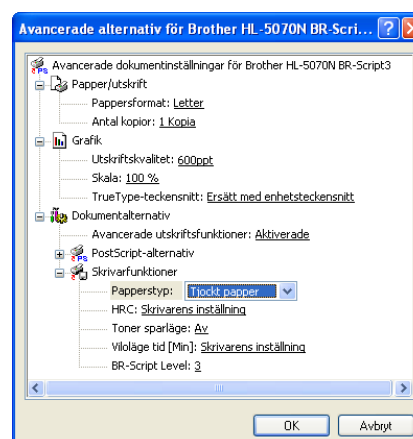 Avancerade alternativ för Brother HL-5070N BR-Scri...
Avancerade dokumentinställningar för Brother HL-5070N BR-Script3
Papper/utskrift
Pappersformat: Letter
Antal kopior: 1 Kopia
Grafik
Utskriftskvalitet: 600ppt
Skala: 100 %
TrueType-teckensnitt: Ersätt med enhetsteckensnitt
Dokumentalternativ
Avancerade utskriftsfunktioner: Aktiverade
PostScript-alternativ
Skrivarfunktioner
Papperstyp: Tjockt papper
HRC: Skrivarens inställning
Toner sparläge: Av
Viloläge tid [Min]: Skrivarens inställning
BR-Script Level: 3
OK Avbryt